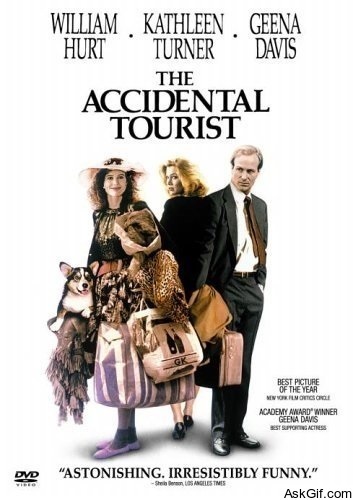 WILLIAM HURT . KATHLEEN TURNER . GEENA DAVIS
THE
ACCIDENTAL
TOURIST
GK
BEST PICTURE
OF THE YEAR
NEW YORK FILM CRITICS CIRCLE
ACADEMY AWARD® WINNER
GEENA DAVIS
BEST SUPPORTING ACTRESS
DVD
VIDEO
"ASTONISHING. IRRESISTIBLY FUNNY."
– Sheila Benson, LOS ANGELES TIMES
AskGif.com